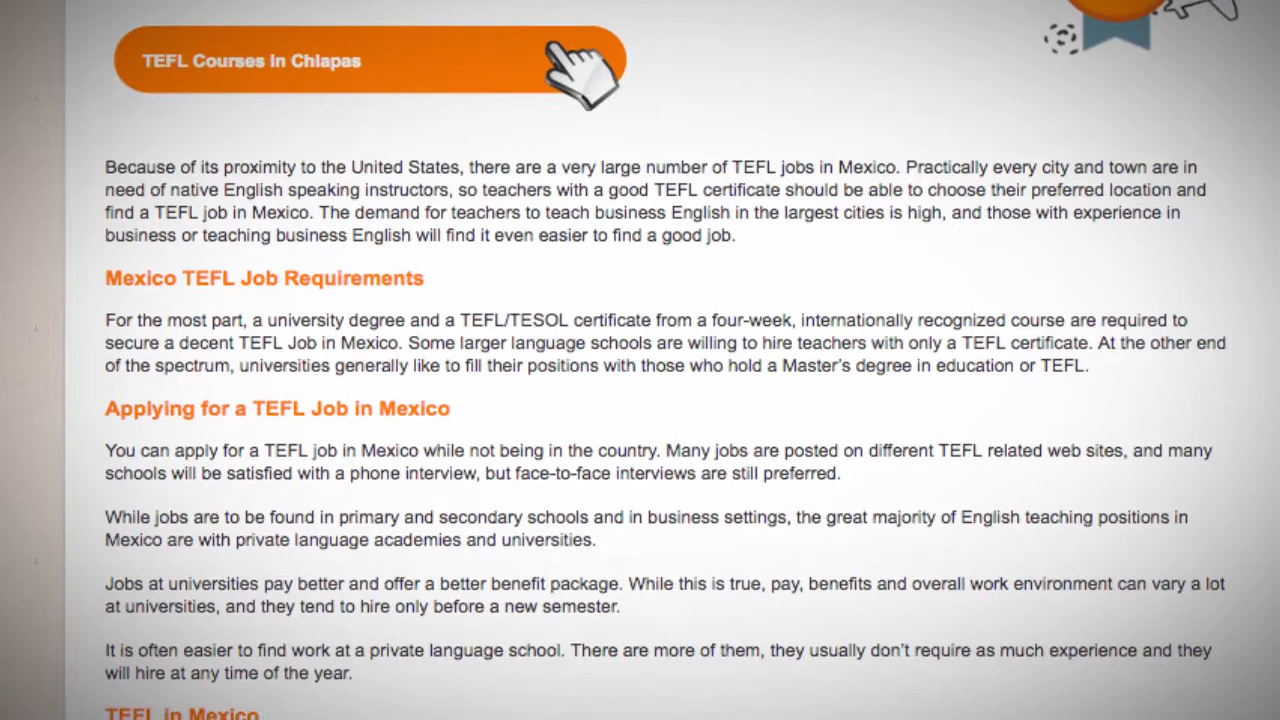 TEFL Courses in Chiapas
Because of its proximity to the United States, there are a very large number of TEFL jobs in Mexico. Practically every city and town are in
need of native English speaking instructors, so teachers with a good TEFL certificate should be able to choose their preferred location and
find a TEFL job in Mexico. The demand for teachers to teach business English in the largest cities is high, and those with experience in
business or teaching business English will find it even easier to find a good job.
Mexico TEFL Job Requirements
For the most part, a university degree and a TEFL/TESOL certificate from a four-week, internationally recognized course are required to
secure a decent TEFL Job in Mexico. Some larger language schools are willing to hire teachers with only a TEFL certificate. At the other end
of the spectrum, universities generally like to fill their positions with those who hold a Master's degree in education or TEFL.
Applying for a TEFL Job in Mexico
You can apply for a TEFL job in Mexico while not being in the country. Many jobs are posted on different TEFL related web sites, and many
schools will be satisfied with a phone interview, but face-to-face interviews are still preferred.
While jobs are to be found in primary and secondary schools and in business settings, the great majority of English teaching positions in
Mexico are with private language academies and universities.
Jobs at universities pay better and offer a better benefit package. While this is true, pay, benefits and overall work environment can vary a lot
at universities, and they tend to hire only before a new semester.
It is often easier to find work at a private language school. There are more of them, they usually don't require as much experience and they
will hire at any time of the year.
TEFL in Mexico